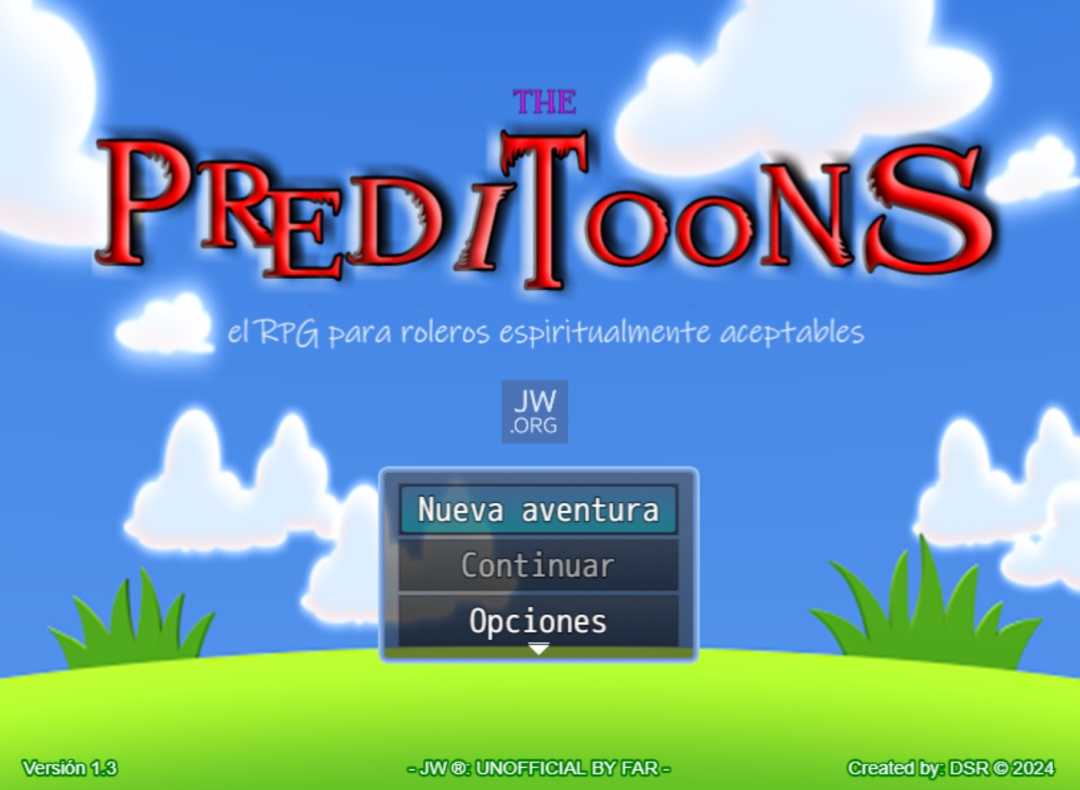 THE
PREDITOONS
el RPG para roleros espiritualmente aceptables
JW
.ORG
Nueva aventura
Continuar
Opciones
Versión 1.3
- JW ®: UNOFFICIAL BY FAR -
Created by: DSR © 2024